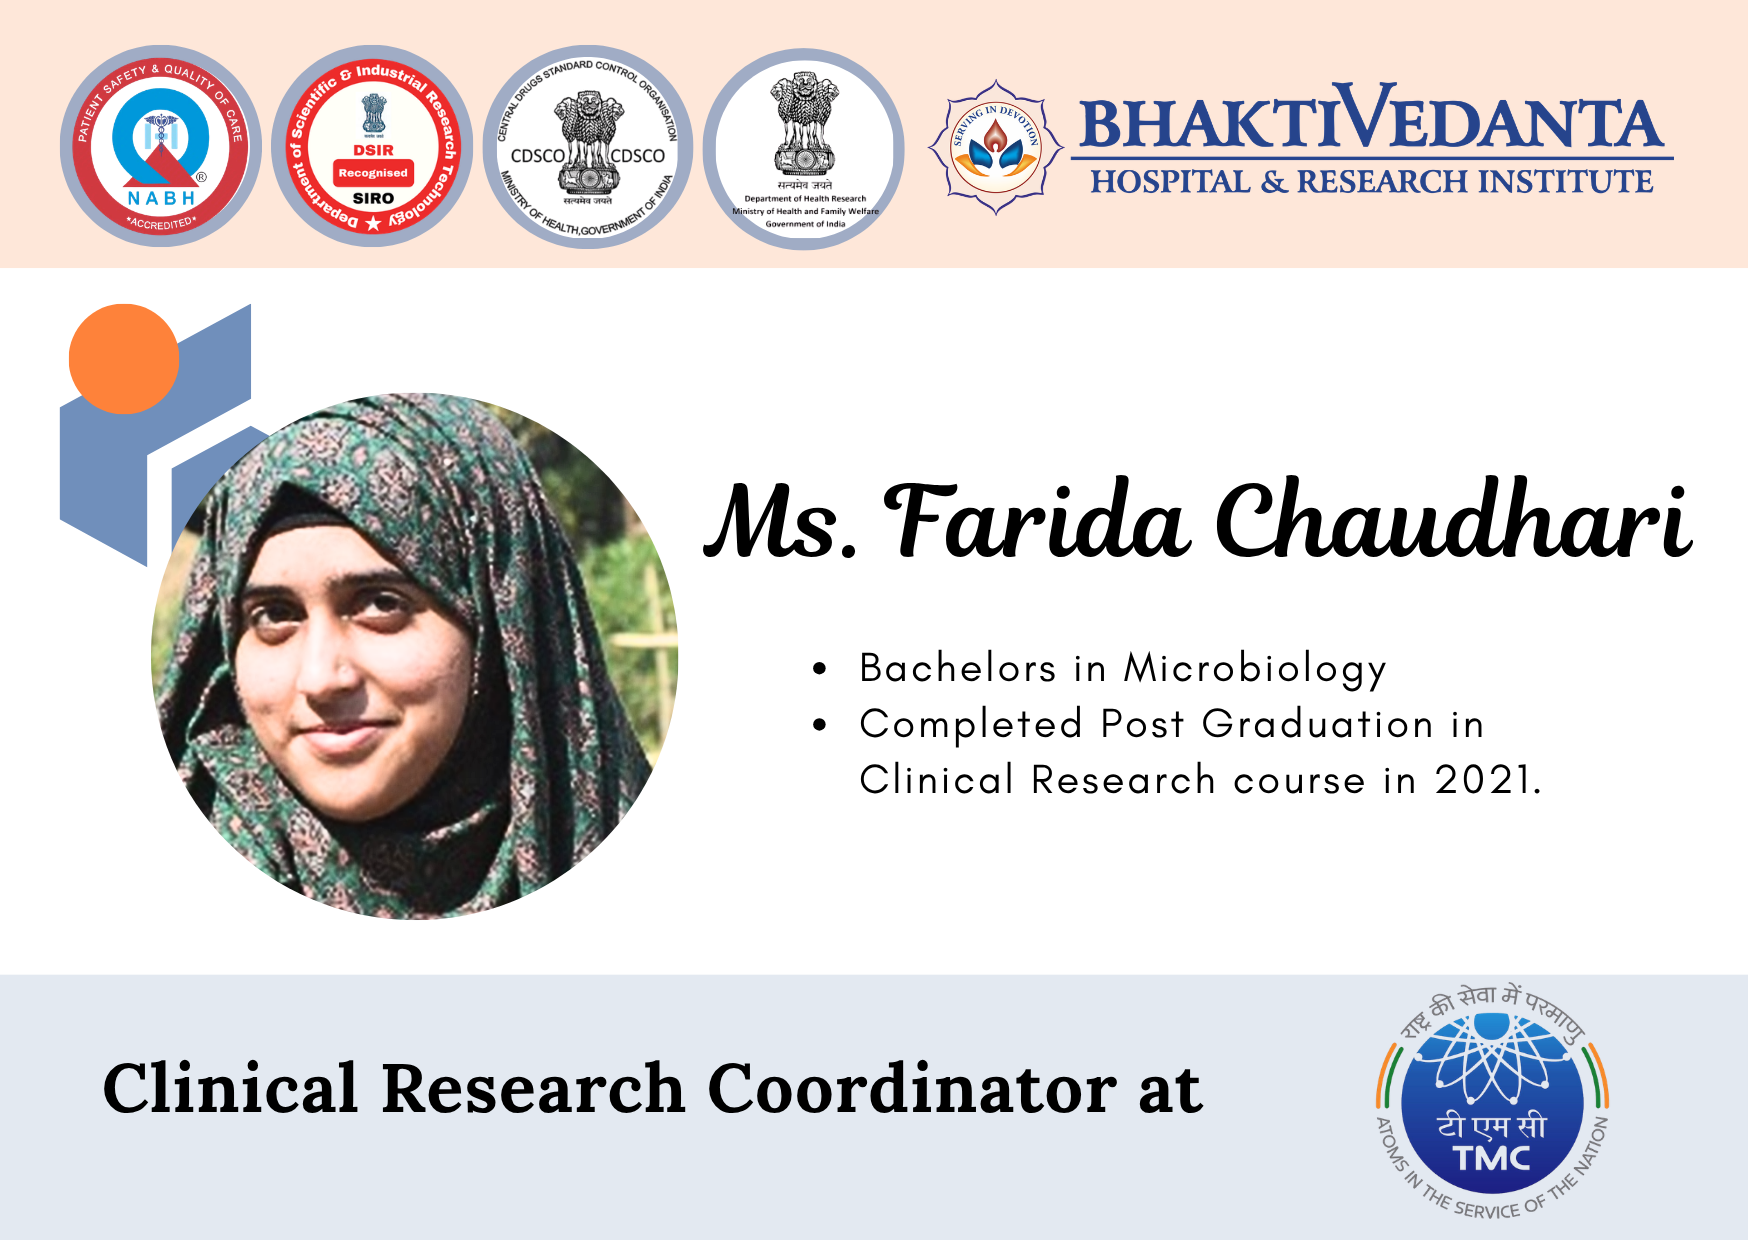 PATIENT SAFETY & QUALITY OF CARE
®
NABH
*ACCREDITED*
Department of Scientific & Industrial Research Technology
DSIR
Recognised
SIRO
CENTRAL DRUGS STANDARD CONTROL ORGANISATION
CDSCO CDSCO
सत्यमेव जयते
MINISTRY OF HEALTH,GOVERNMENT OF INDIA
सत्यमेव जयते
Department of Health Research
Ministry of Health and Family Welfare
Government of India
SERVING IN DEVOTION
BHAKTIVEDANTA
HOSPITAL & RESEARCH INSTITUTE
Ms. Farida Chaudhari
• Bachelors in Microbiology
• Completed Post Graduation in
Clinical Research course in 2021.
Clinical Research Coordinator at
राष्ट्र की सेवा में परमाणु
टी एम सी
TMC
ATOMS IN THE SERVICE OF THE NATION